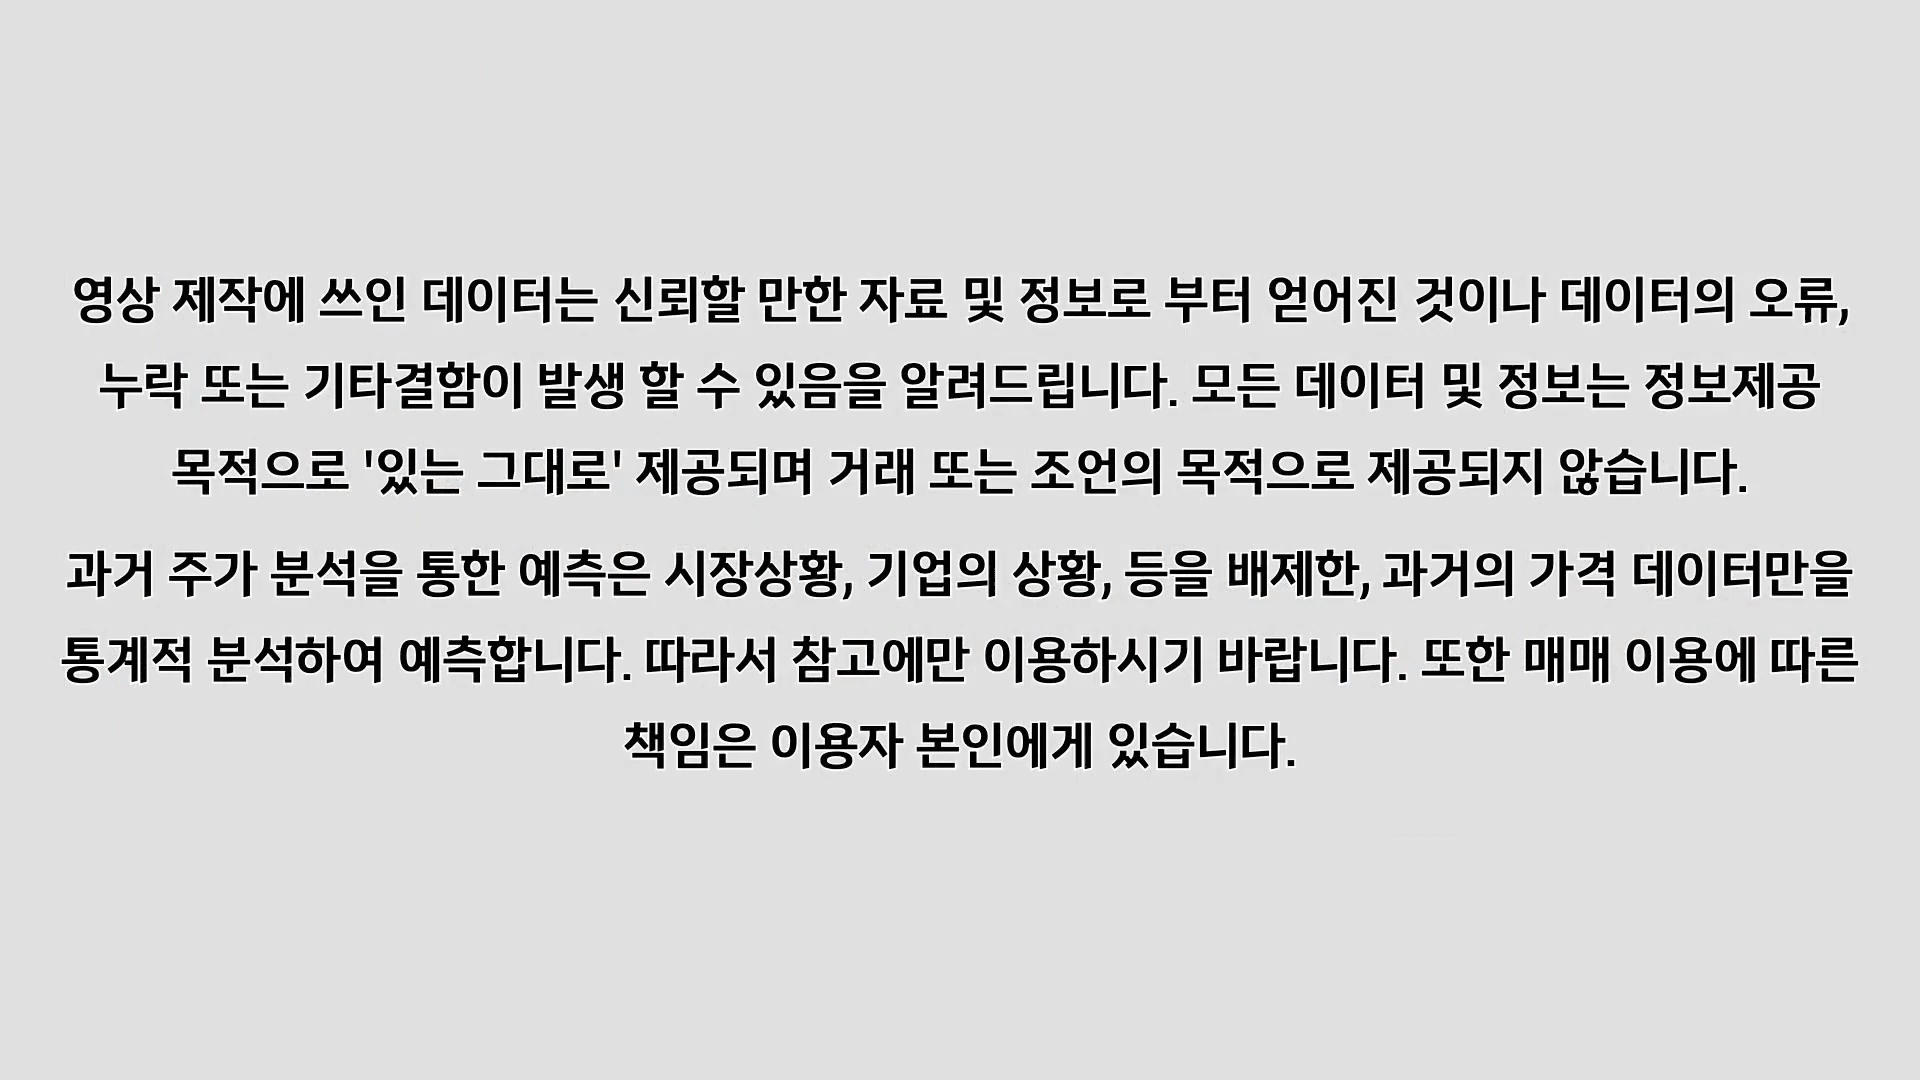 영상 제작에 쓰인 데이터는 신뢰할 만한 자료 및 정보로 부터 얻어진 것이나 데이터의 오류,
누락 또는 기타결함이 발생 할 수 있음을 알려드립니다. 모든 데이터 및 정보는 정보제공
목적으로 '있는 그대로' 제공되며 거래 또는 조언의 목적으로 제공되지 않습니다.
과거 주가 분석을 통한 예측은 시장상황, 기업의 상황, 등을 배제한, 과거의 가격 데이터만을
통계적 분석하여 예측합니다. 따라서 참고에만 이용하시기 바랍니다. 또한 매매 이용에 따른
책임은 이용자 본인에게 있습니다.